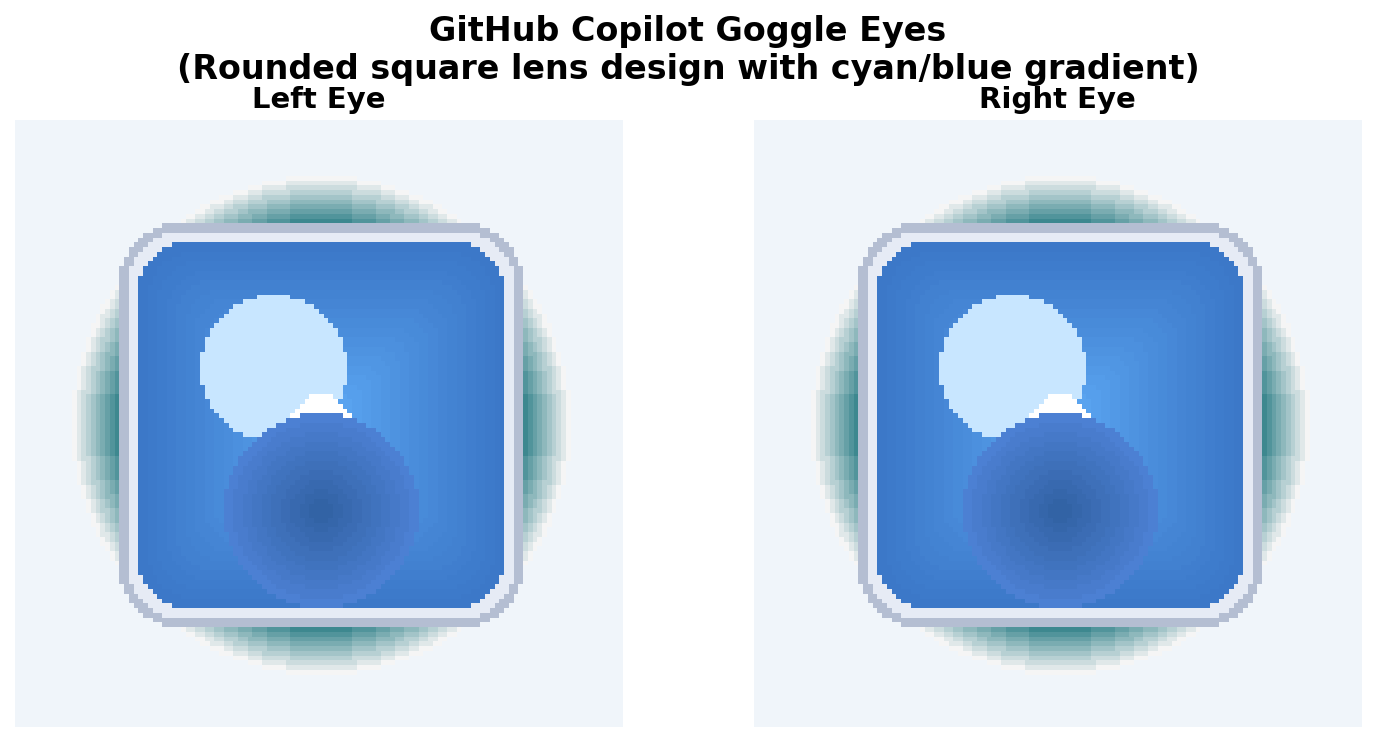 GitHub Copilot Goggle Eyes
(Rounded square lens design with cyan/blue gradient)
Left Eye
Right Eye